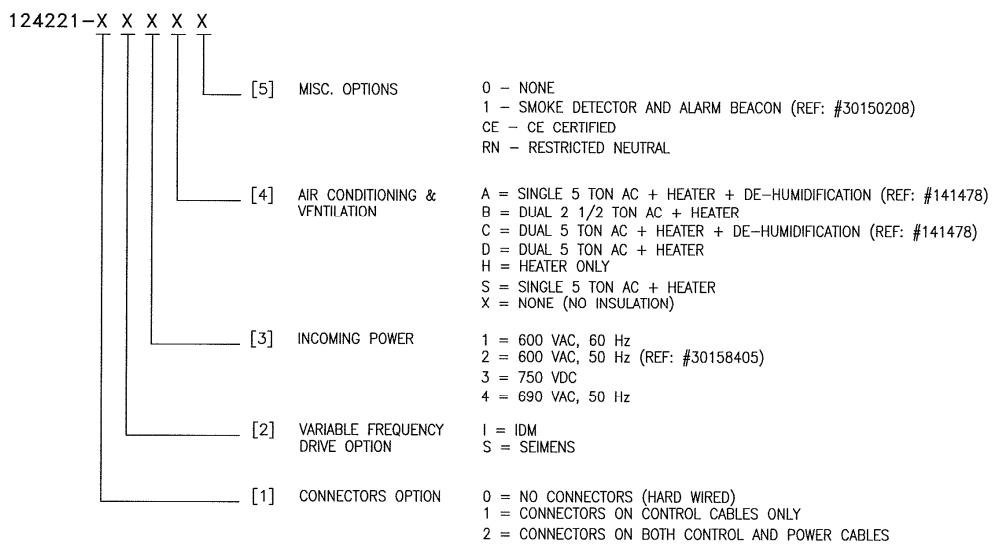 124221-X X X X X
[5] MISC. OPTIONS 0 - NONE
1 - SMOKE DETECTOR AND ALARM BEACON (REF: #30150208)
CE - CE CERTIFIED
RN - RESTRICTED NEUTRAL
[4] AIR CONDITIONING & VENTILATION A = SINGLE 5 TON AC + HEATER + DE-HUMIDIFICATION (REF: #141478)
B = DUAL 2 1/2 TON AC + HEATER
C = DUAL 5 TON AC + HEATER + DE-HUMIDIFICATION (REF: #141478)
D = DUAL 5 TON AC + HEATER
H = HEATER ONLY
S = SINGLE 5 TON AC + HEATER
X = NONE (NO INSULATION)
[3] INCOMING POWER 1 = 600 VAC, 60 Hz
2 = 600 VAC, 50 Hz (REF: #30158405)
3 = 750 VDC
4 = 690 VAC, 50 Hz
[2] VARIABLE FREQUENCY DRIVE OPTION I = IDM
S = SEIMENS
[1] CONNECTORS OPTION 0 = NO CONNECTORS (HARD WIRED)
1 = CONNECTORS ON CONTROL CABLES ONLY
2 = CONNECTORS ON BOTH CONTROL AND POWER CABLES